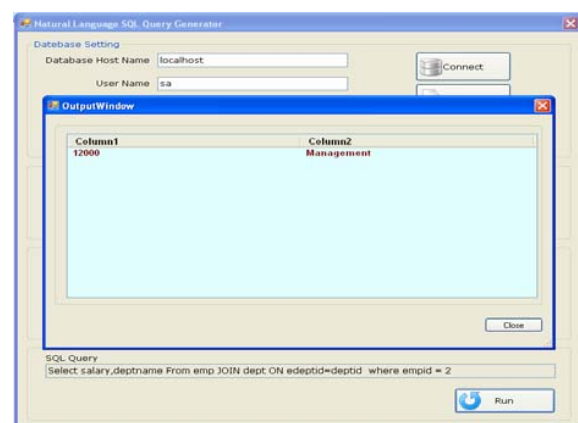 Natural Language SQL Query Generator
Datebase Setting
Database Host Name localhost
Connect
User Name sa
OutputWindow
Column1 Column2
12000 Management
Close
SQL Query
Select salary,deptname From emp JOIN dept ON edeptid=deptid where empid = 2
Run